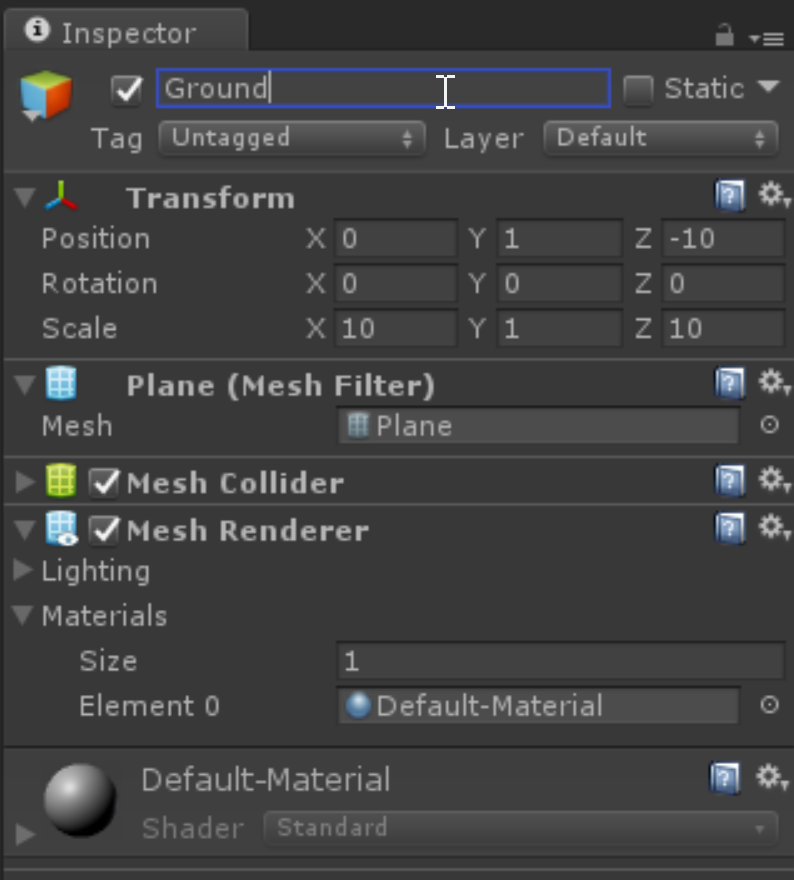 Inspector
Ground
Static
Tag Untagged Layer Default
Transform
Position X 0 Y 1 Z -10
Rotation X 0 Y 0 Z 0
Scale X 10 Y 1 Z 10
Plane (Mesh Filter)
Mesh Plane
Mesh Collider
Mesh Renderer
Lighting
Materials
Size 1
Element 0 Default-Material
Default-Material
Shader Standard